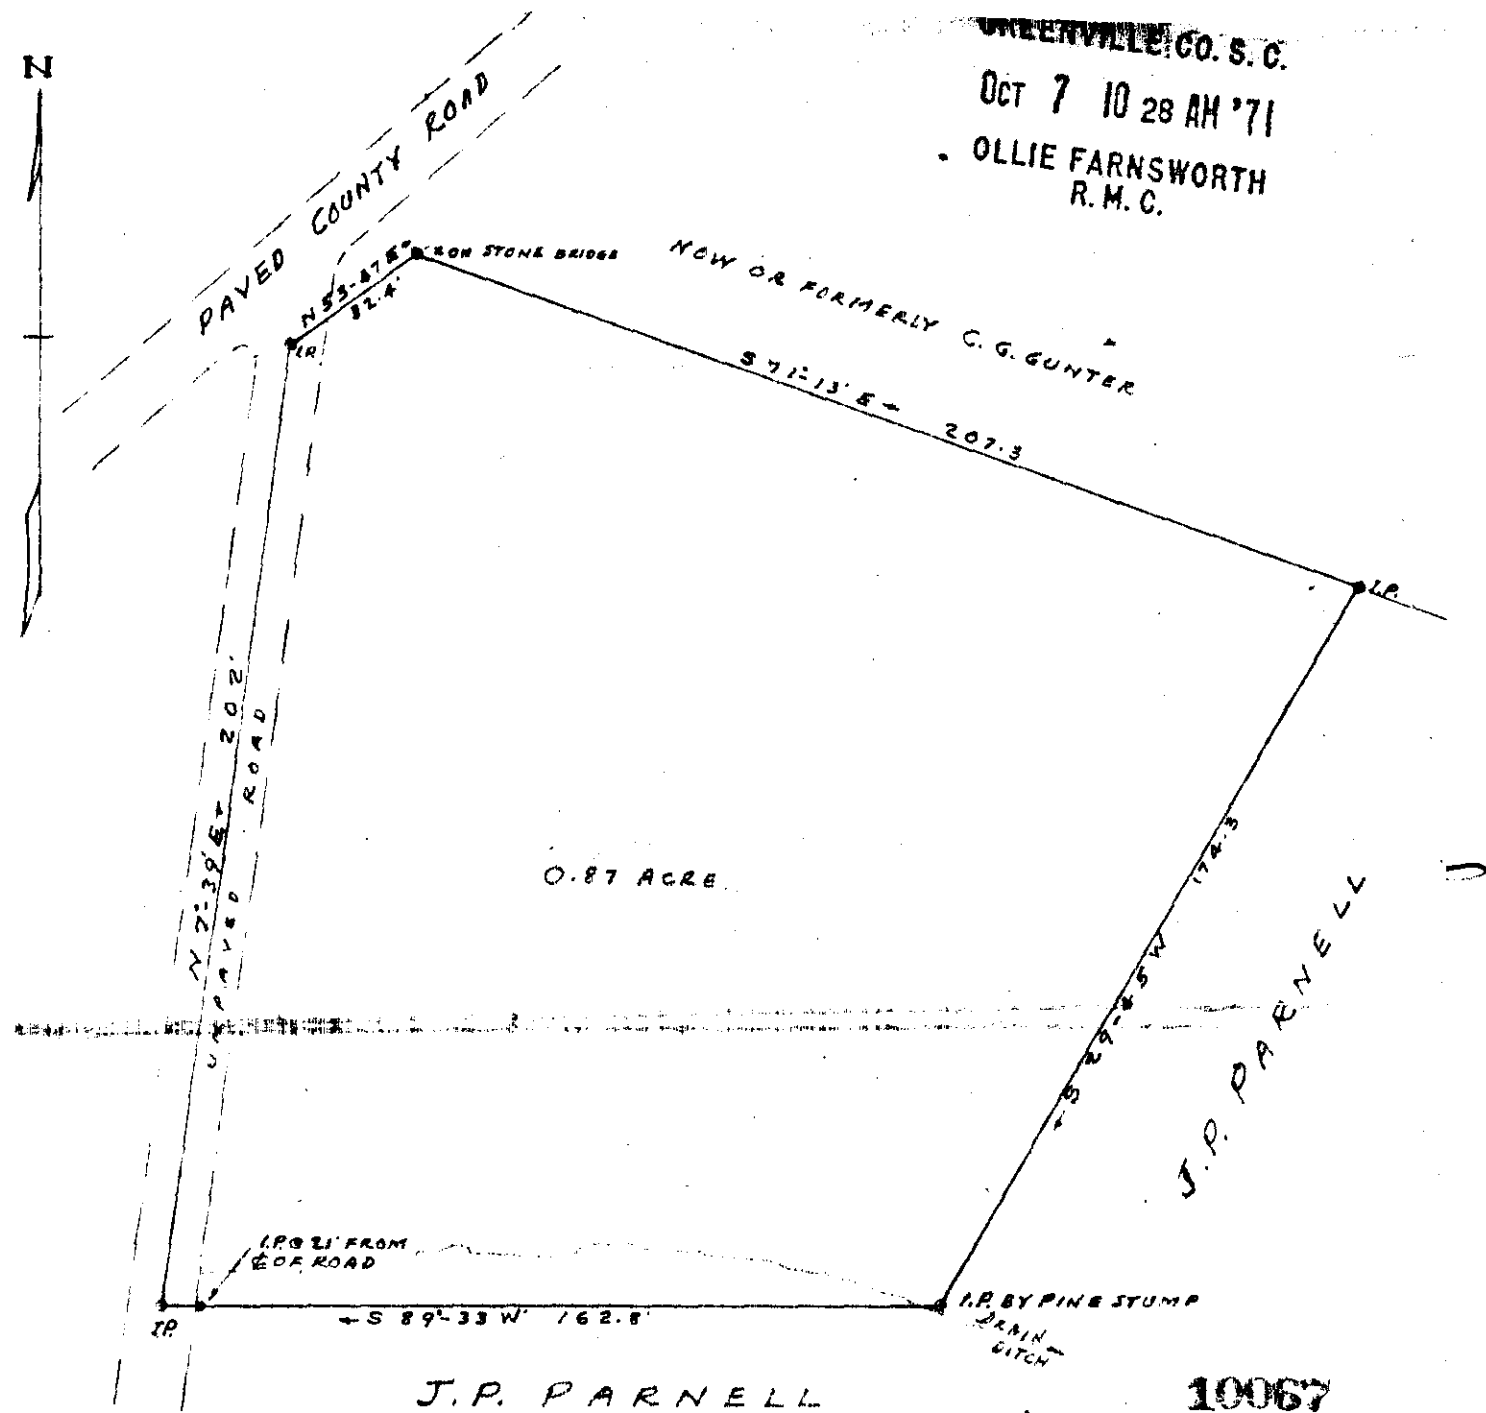 GREENVILLE CO. S. C.
OCT 7 10 28 AM '71
OLLIE FARNSWORTH
R. M. C.
N
PAVED COUNTY ROAD
N 53-47 E
32.4'
X ON STONE BRIDGE
I.P.
NOW OR FORMERLY C. G. GUNTER
S 71°-13' E
207.3
I.P.
N 7°-39' E 202'
UNPAVED ROAD
0.87 ACRE
174.3
S 29-45 W
J.P. PARNELL
I.P. @ 21' FROM
℄ OF ROAD
I.P.
S 89°-33 W 162.8'
I.P. BY PINE STUMP
DRAIN
DITCH
J.P. PARNELL
10067